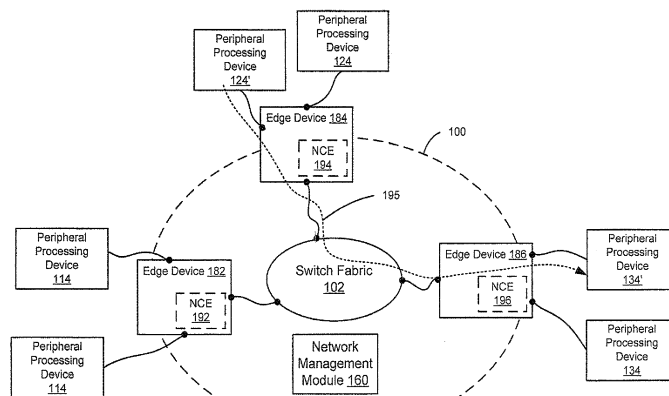 Peripheral
Processing
Device
124
Peripheral
Processing
Device
124'
Edge Device 184
NCE
194
100
195
Peripheral
Processing
Device
114
Edge Device 182
NCE
192
Switch Fabric
102
Edge Device 186
NCE
196
Peripheral
Processing
Device
134'
Peripheral
Processing
Device
114
Network
Management
Module 160
Peripheral
Processing
Device
134